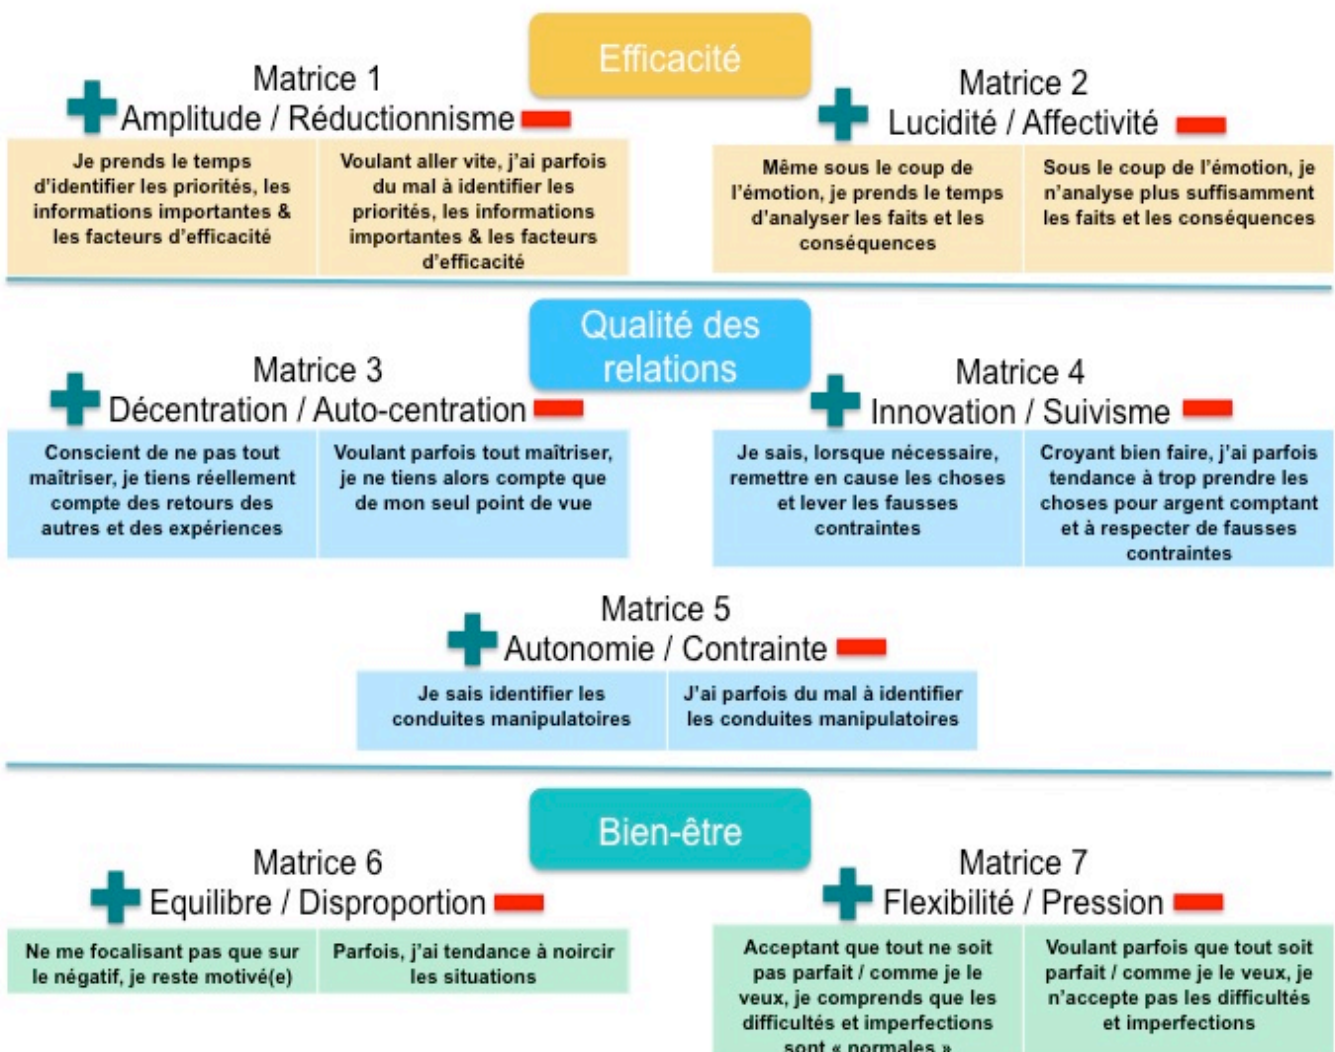 Efficacité
Matrice 1
Amplitude / Réductionnisme
Je prends le temps
d'identifier les priorités, les
informations importantes &
les facteurs d'efficacité
Voulant aller vite, j'ai parfois
du mal à identifier les
priorités, les informations
importantes & les facteurs
d'efficacité
Matrice 2
Lucidité / Affectivité
Même sous le coup de
l'émotion, je prends le temps
d'analyser les faits et les
conséquences
Sous le coup de l'émotion, je
n'analyse plus suffisamment
les faits et les conséquences
Qualité des
relations
Matrice 3
Décentration / Auto-centration
Conscient de ne pas tout
maîtriser, je tiens réellement
compte des retours des
autres et des expériences
Voulant parfois tout maîtriser,
je ne tiens alors compte que
de mon seul point de vue
Matrice 4
Innovation / Suivisme
Je sais, lorsque nécessaire,
remettre en cause les choses
et lever les fausses
contraintes
Croyant bien faire, j'ai parfois
tendance à trop prendre les
choses pour argent comptant
et à respecter de fausses
contraintes
Matrice 5
Autonomie / Contrainte
Je sais identifier les
conduites manipulatoires
J'ai parfois du mal à identifier
les conduites manipulatoires
Bien-être
Matrice 6
Equilibre / Disproportion
Ne me focalisant pas que sur
le négatif, je reste motivé(e)
Parfois, j'ai tendance à noircir
les situations
Matrice 7
Flexibilité / Pression
Acceptant que tout ne soit
pas parfait / comme je le
veux, je comprends que les
difficultés et imperfections
sont « normales »
Voulant parfois que tout soit
parfait / comme je le veux, je
n'accepte pas les difficultés
et imperfections